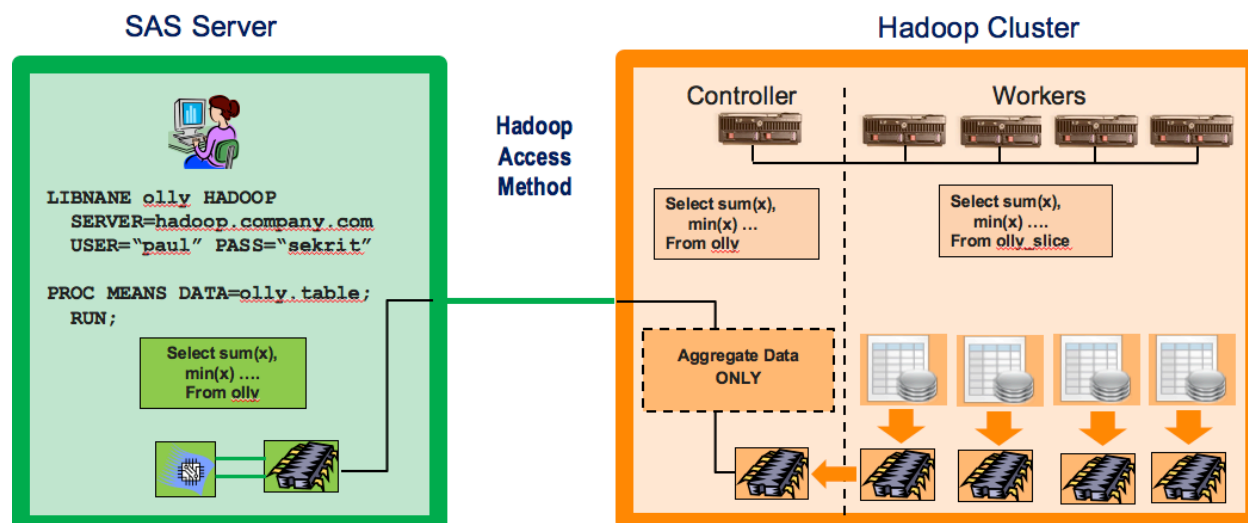 SAS Server
Hadoop Cluster
LIBNANE olly HADOOP
SERVER=hadoop.company.com
USER=“paul” PASS=“sekrit”
PROC MEANS DATA=olly.table;
RUN;
Select sum(x),
min(x) ….
From olly
Hadoop
Access
Method
Controller
Workers
Select sum(x),
min(x) …
From olly
Select sum(x),
min(x) ….
From olly_slice
Aggregate Data
ONLY